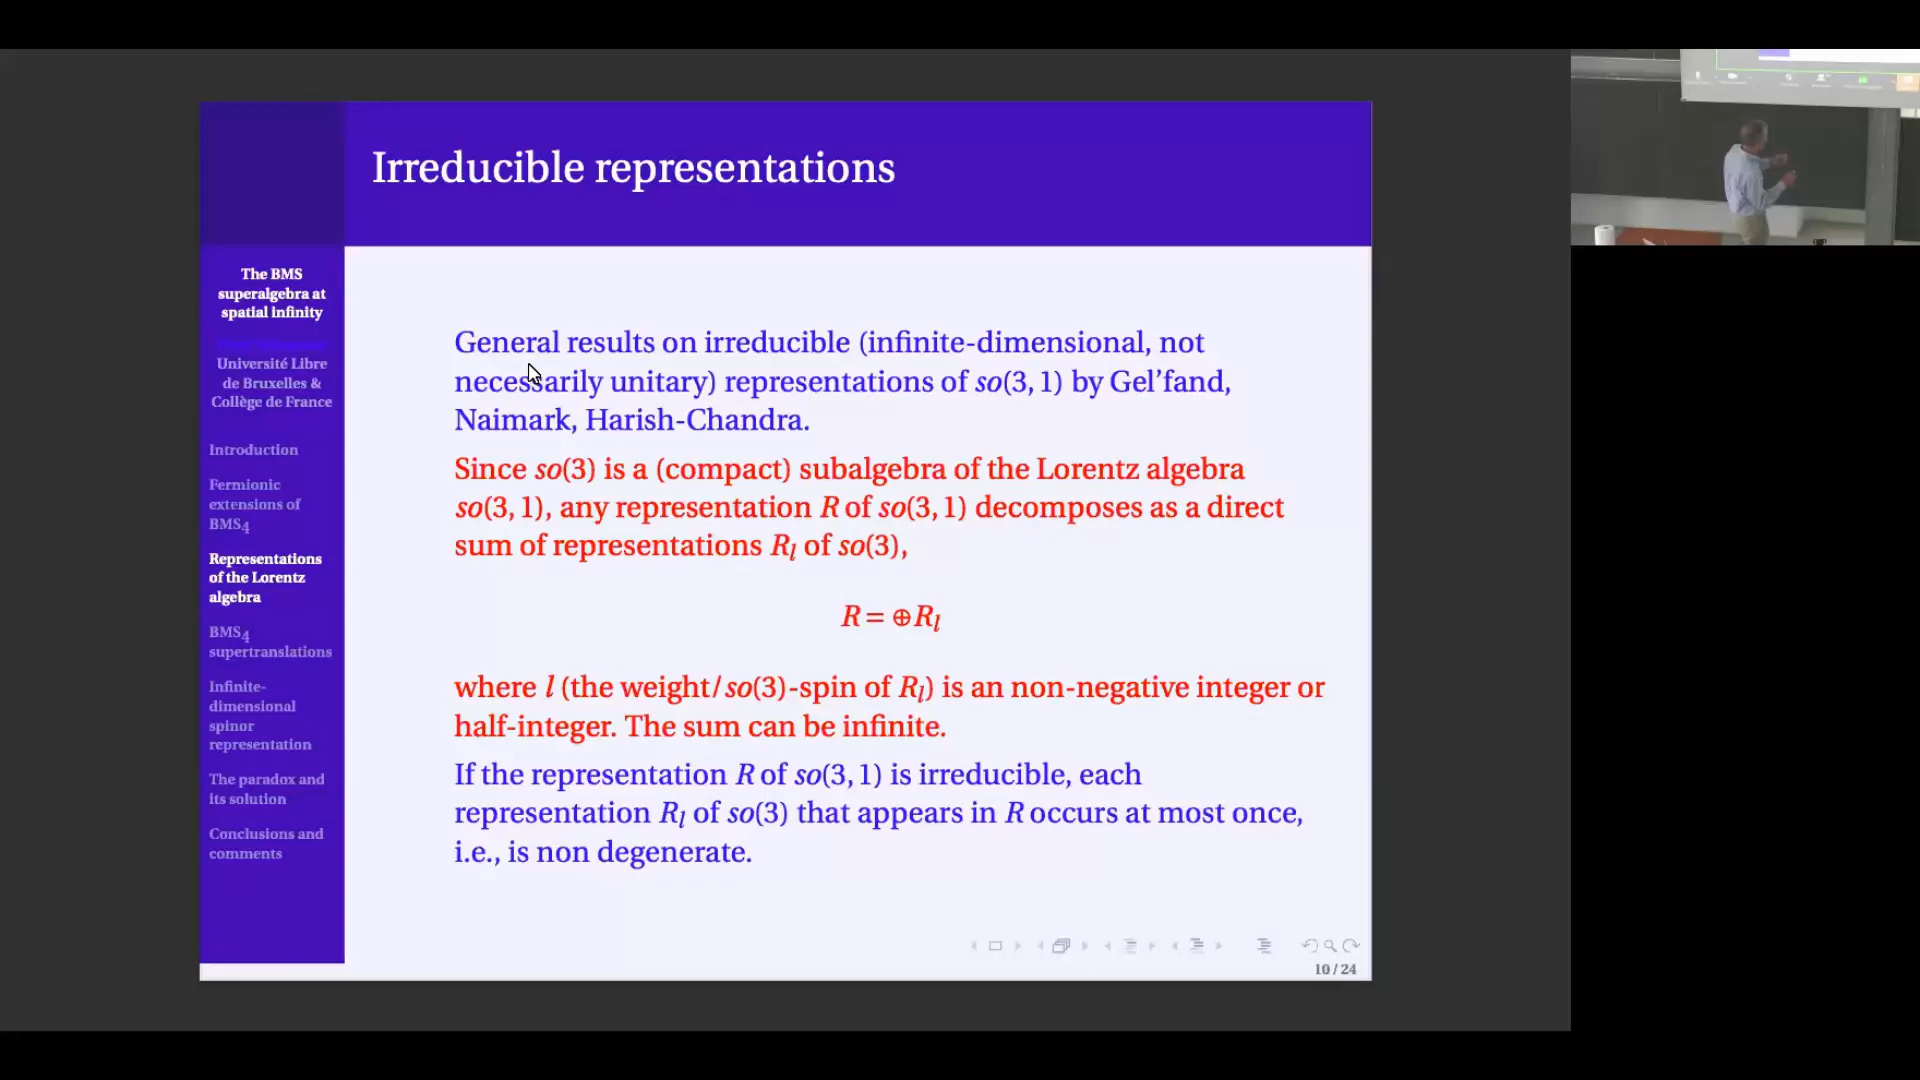 Irreducible representations
The BMS
superalgebra at
spatial infinity
Université Libre
de Bruxelles &
Collège de France
Introduction
Fermionic
extensions of
BMS4
Representations
of the Lorentz
algebra
BMS4
supertranslations
Infinite-
dimensional
spinor
representation
The paradox and
its solution
Conclusions and
comments
General results on irreducible (infinite-dimensional, not
necessarily unitary) representations of so(3, 1) by Gel'fand,
Naimark, Harish-Chandra.
Since so(3) is a (compact) subalgebra of the Lorentz algebra
so(3, 1), any representation R of so(3, 1) decomposes as a direct
sum of representations Rl of so(3),
R = ⊕Rl
where l (the weight/so(3)-spin of Rl) is an non-negative integer or
half-integer. The sum can be infinite.
If the representation R of so(3, 1) is irreducible, each
representation Rl of so(3) that appears in R occurs at most once,
i.e., is non degenerate.
10 / 24